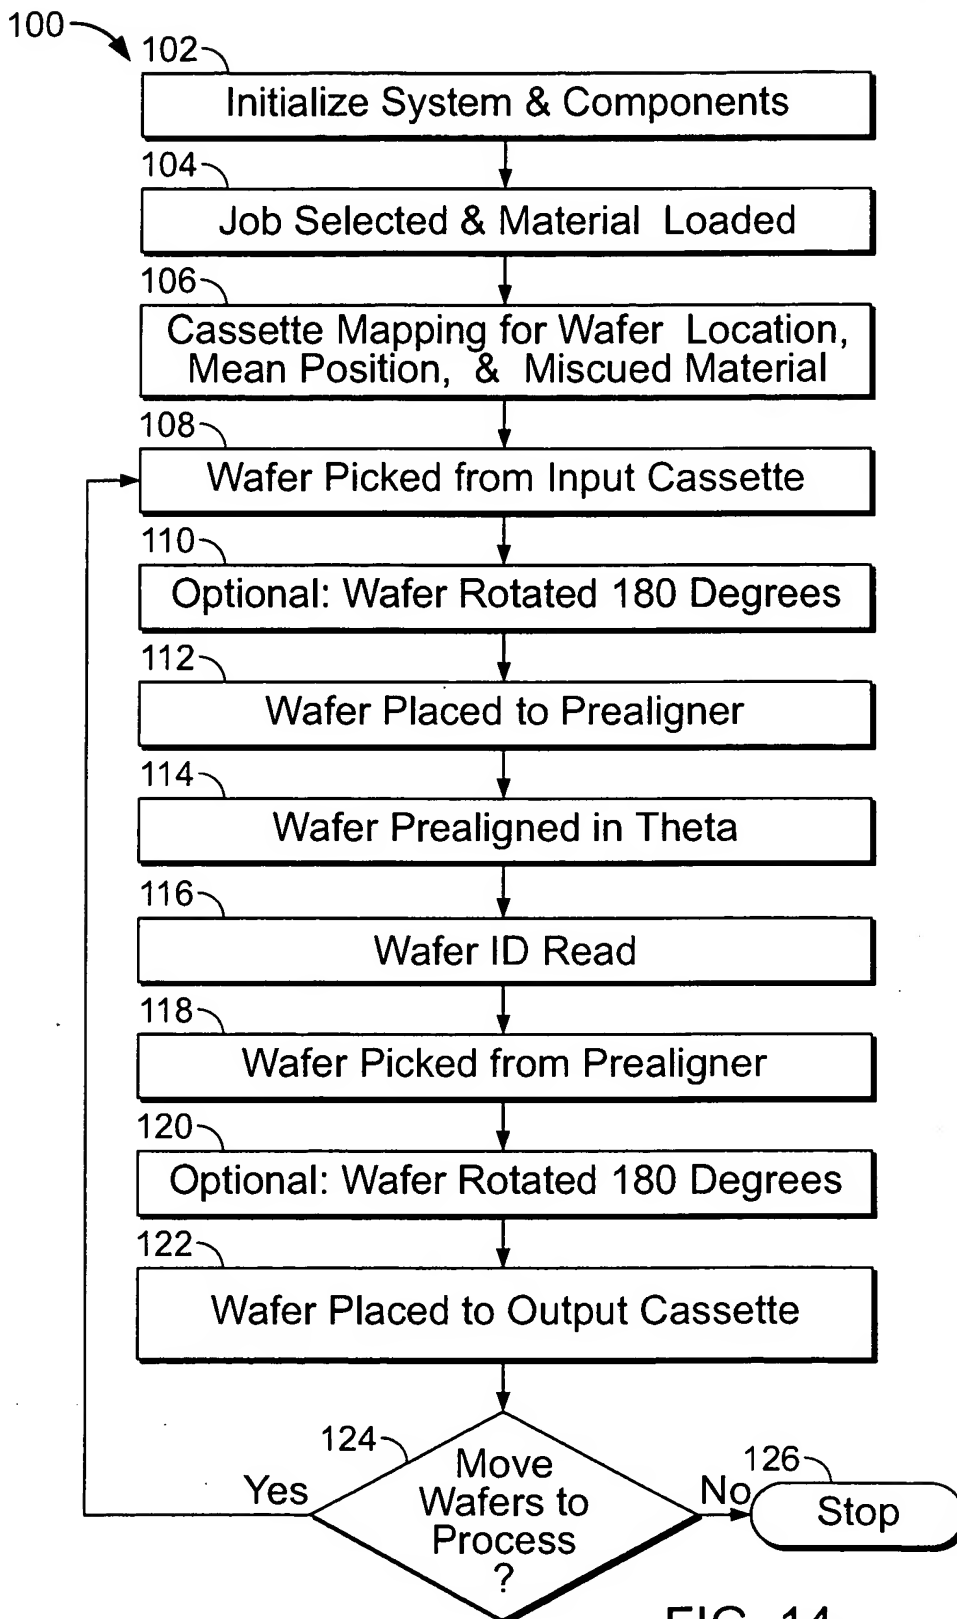 100
102
Initialize System & Components
104
Job Selected & Material Loaded
106
Cassette Mapping for Wafer Location,
Mean Position, & Miscued Material
108
Wafer Picked from Input Cassette
110
Optional: Wafer Rotated 180 Degrees
112
Wafer Placed to Prealigner
114
Wafer Prealigned in Theta
116
Wafer ID Read
118
Wafer Picked from Prealigner
120
Optional: Wafer Rotated 180 Degrees
122
Wafer Placed to Output Cassette
124
Move
Wafers to
Process
?
Yes
No
126
Stop
FIG. 14